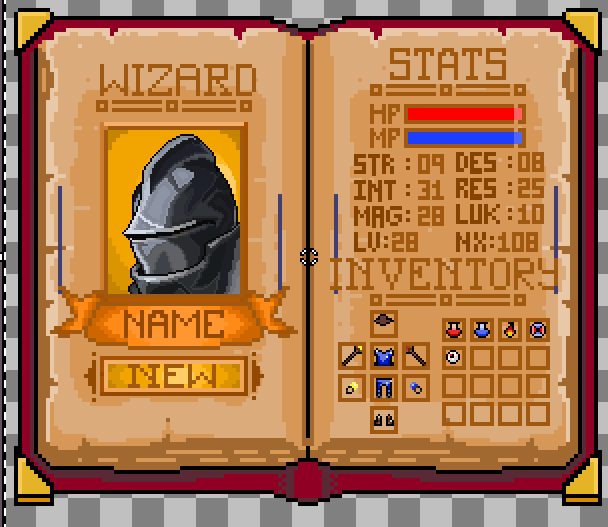 WIZARD
NAME
NEW
STATS
HP
MP
STR:09 DES:08
INT:31 RES:25
MAG:28 LUK:10
LV:28 NX:108
INVENTORY